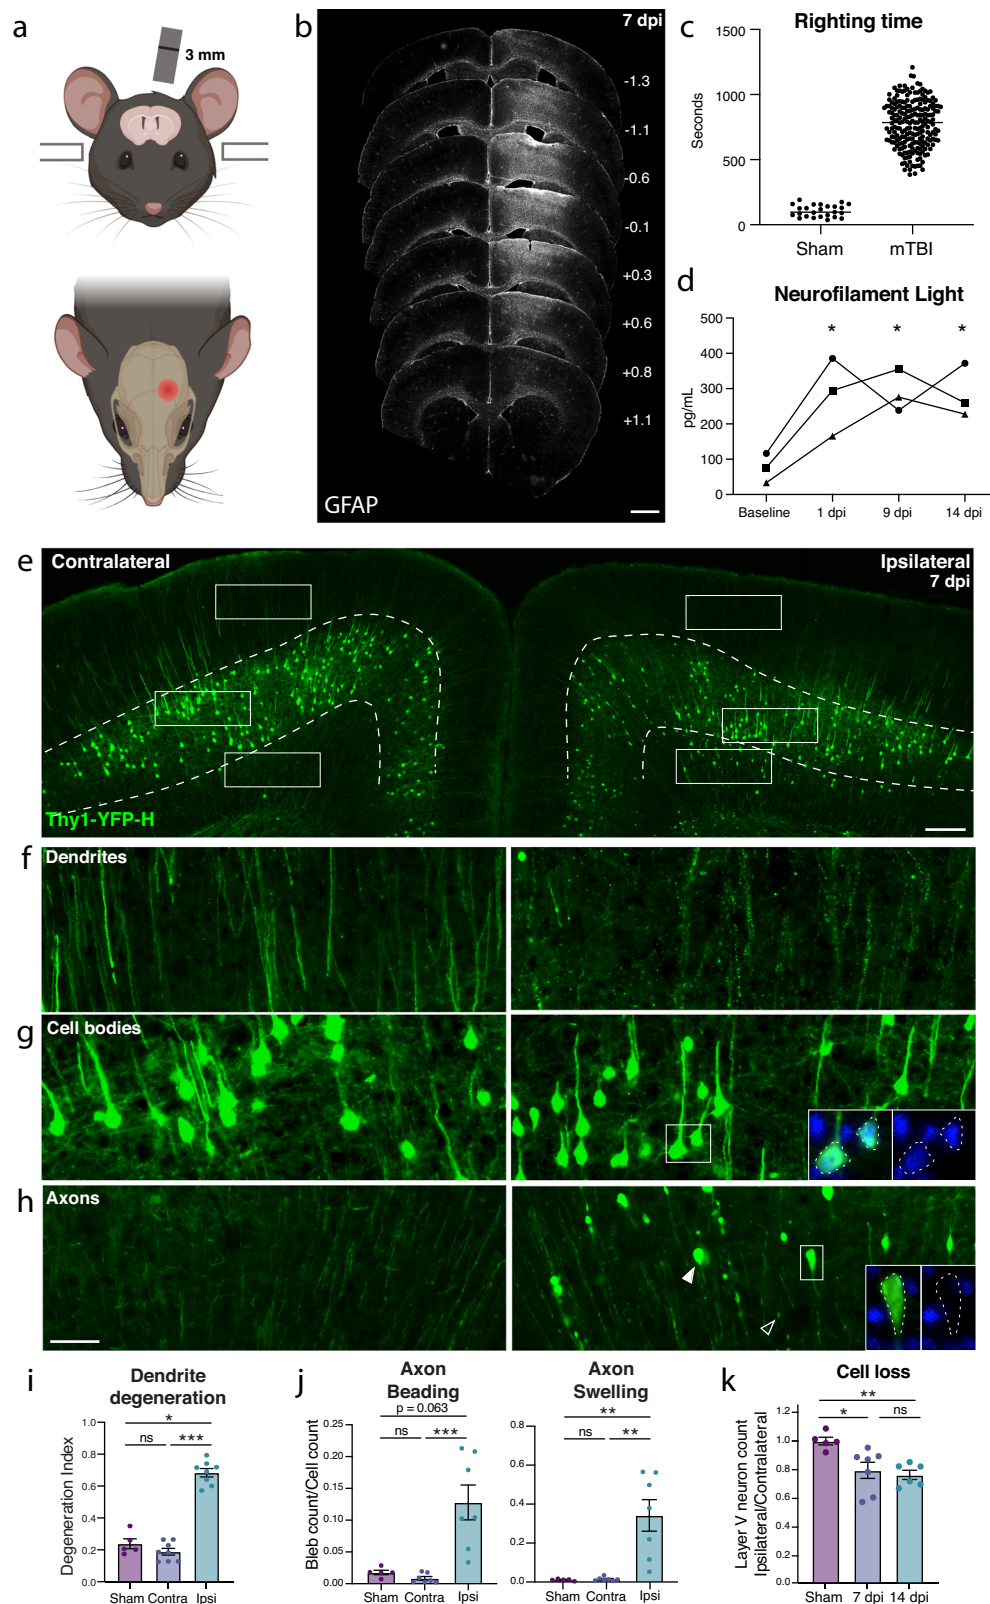 a
3 mm
b
7 dpi
-1.3
-1.1
-0.6
-0.1
+0.3
+0.6
+0.8
+1.1
GFAP
c
Righting time
1500
1000
500
0
Seconds
Sham
mTBI
d
Neurofilament Light
500
400
300
200
100
0
pg/mL
* * *
Baseline 1 dpi 9 dpi 14 dpi
e
Contralateral
Ipsilateral
7 dpi
Thy1-YFP-H
f
Dendrites
g
Cell bodies
h
Axons
i
Dendrite
degeneration
*
ns ***
1.0
0.8
0.6
0.4
0.2
0.0
Degeneration Index
Sham Contra Ipsi
j
Axon
Beading
p = 0.063
ns ***
0.25
0.20
0.15
0.10
0.05
0.00
Bleb count/Cell count
Sham Contra Ipsi
Axon
Swelling
**
ns **
0.8
0.6
0.4
0.2
0.0
Sham Contra Ipsi
k
Cell loss
**
* ns
1.2
1.0
0.8
0.6
0.4
0.2
0.0
Layer V neuron count
Ipsilateral/Contralateral
Sham 7 dpi 14 dpi